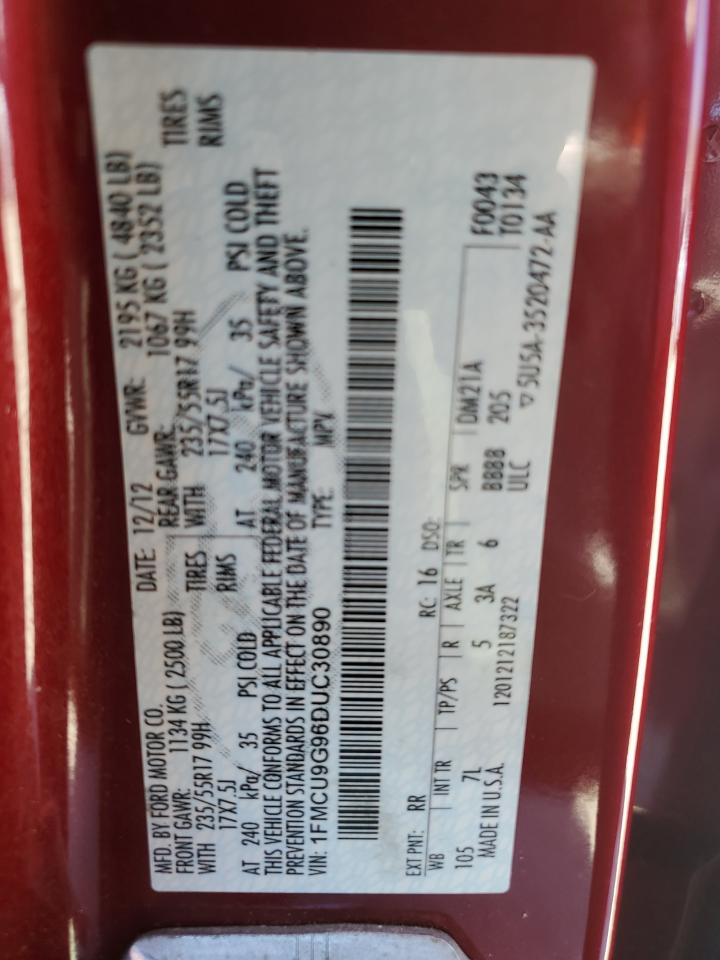 MFD. BY FORD MOTOR CO. DATE: 12/12 GVWR: 2195 KG ( 4840 LB)
FRONT GAWR: 1134 KG ( 2500 LB) REAR GAWR: 1067 KG ( 2352 LB)
WITH 235/55R17 99H TIRES WITH 235/55R17 99H TIRES
17X7.5J RIMS 17X7.5J RIMS
AT 240 kPa/ 35 PSI COLD AT 240 kPa/ 35 PSI COLD
THIS VEHICLE CONFORMS TO ALL APPLICABLE FEDERAL MOTOR VEHICLE SAFETY AND THEFT
PREVENTION STANDARDS IN EFFECT ON THE DATE OF MANUFACTURE SHOWN ABOVE.
VIN: 1FMCU9G96DUC30890 TYPE: MPV
EXT PNT: RR RC: 16 DSO: F0043
WB INT TR TP/PS R AXLE TR SPR DM21A T0134
105 7L 5 3A 6 BBBB 205
MADE IN U.S.A. 1201212187322 ULC ▽5U5A-3520472-AA